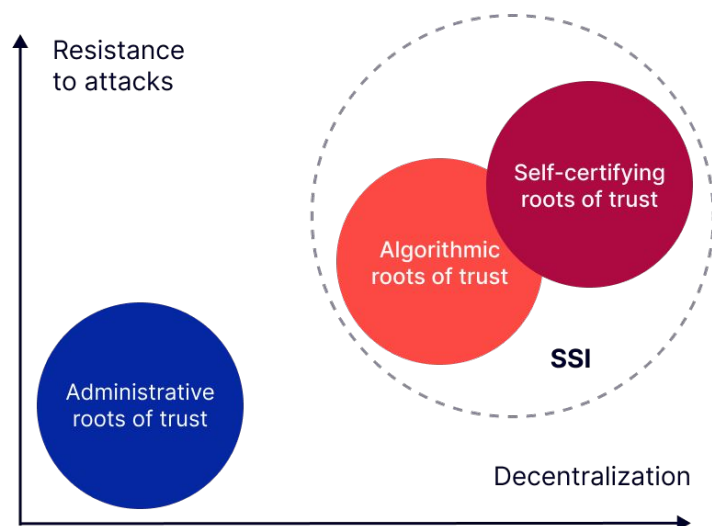 Resistance
to attacks
Self-certifying
roots of trust
Algorithmic
roots of trust
SSI
Administrative
roots of trust
Decentralization